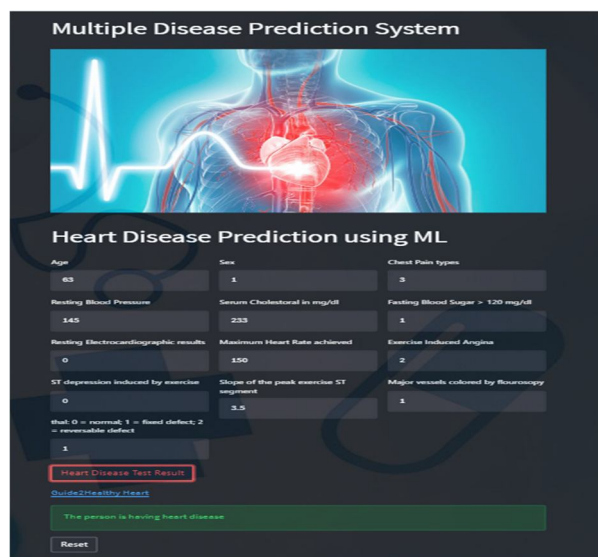 Multiple Disease Prediction System
Heart Disease Prediction using ML
Age Sex Chest Pain types
63 1 3
Resting Blood Pressure Serum Cholestoral in mg/dl Fasting Blood Sugar > 120 mg/dl
145 233 1
Resting Electrocardiographic results Maximum Heart Rate achieved Exercise Induced Angina
0 150 2
ST depression induced by exercise Slope of the peak exercise ST segment Major vessels colored by flourosopy
0 3.5 1
thal: 0 = normal; 1 = fixed defect; 2
= reversable defect
1
Heart Disease Test Result
Guide2Healthy Heart
The person is having heart disease
Reset